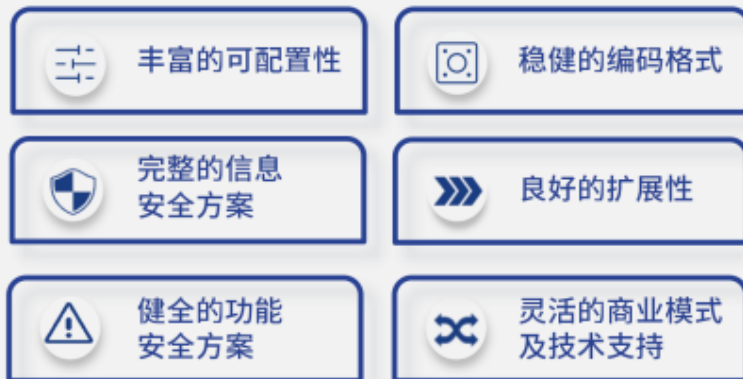 丰富的可配置性
稳健的编码格式
完整的信息
安全方案
良好的扩展性
健全的功能
安全方案
灵活的商业模式
及技术支持